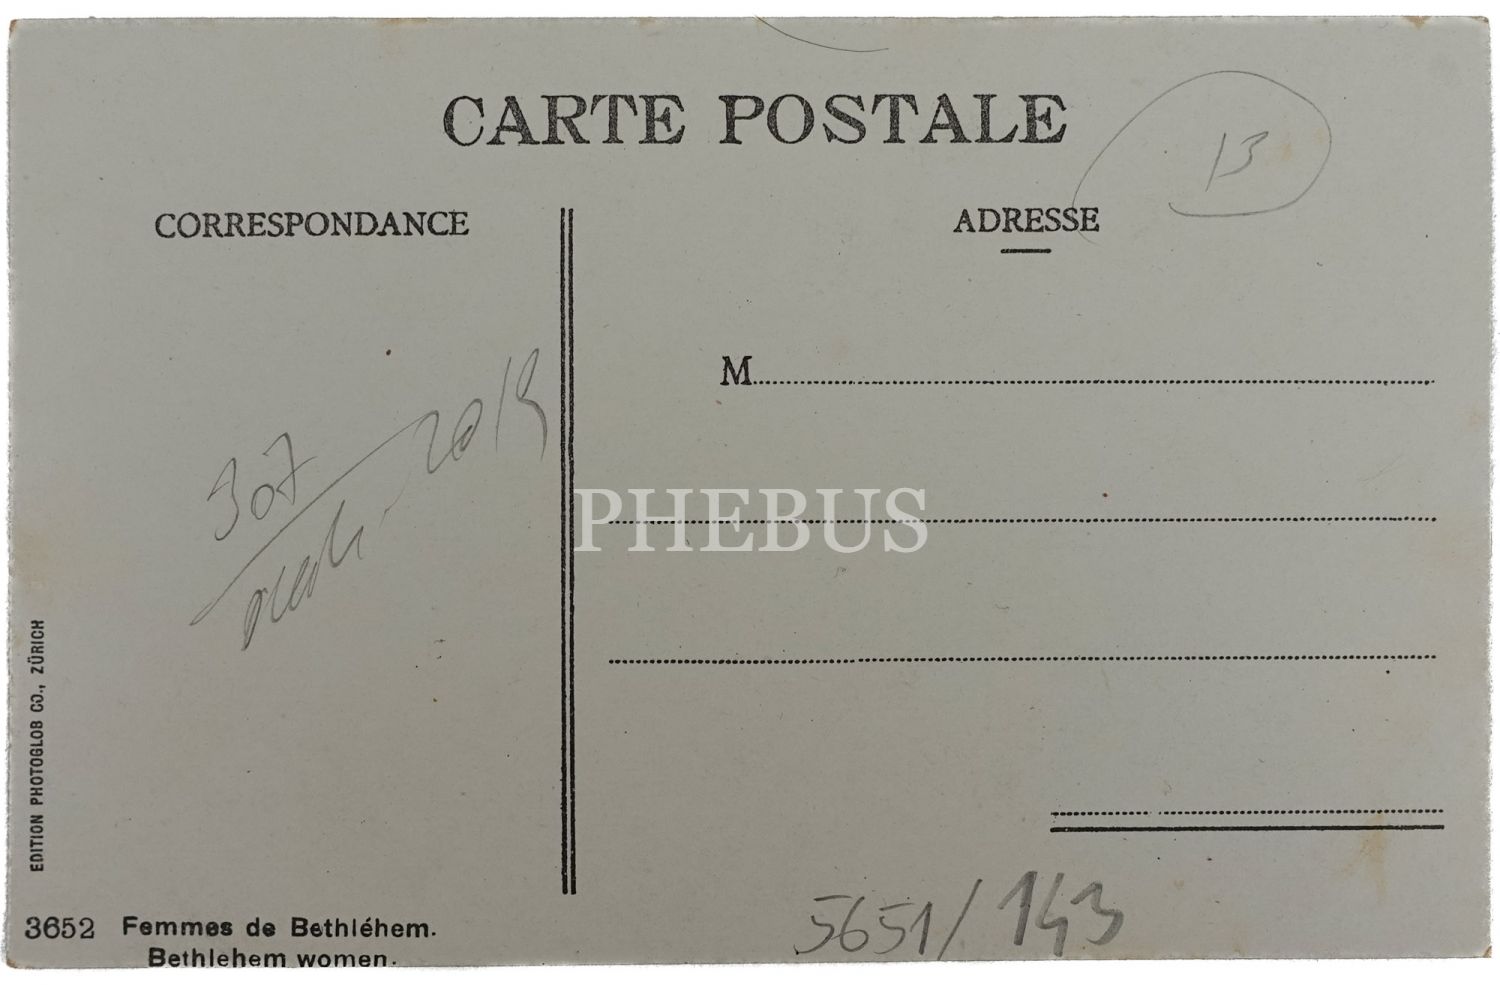 CARTE POSTALE
13
CORRESPONDANCE
ADRESSE
M
307
2019
PHEBUS
EDITION PHOTOGLOB CO., ZÜRICH
5651/143
3652 Femmes de Bethléhem.
Bethlehem women.